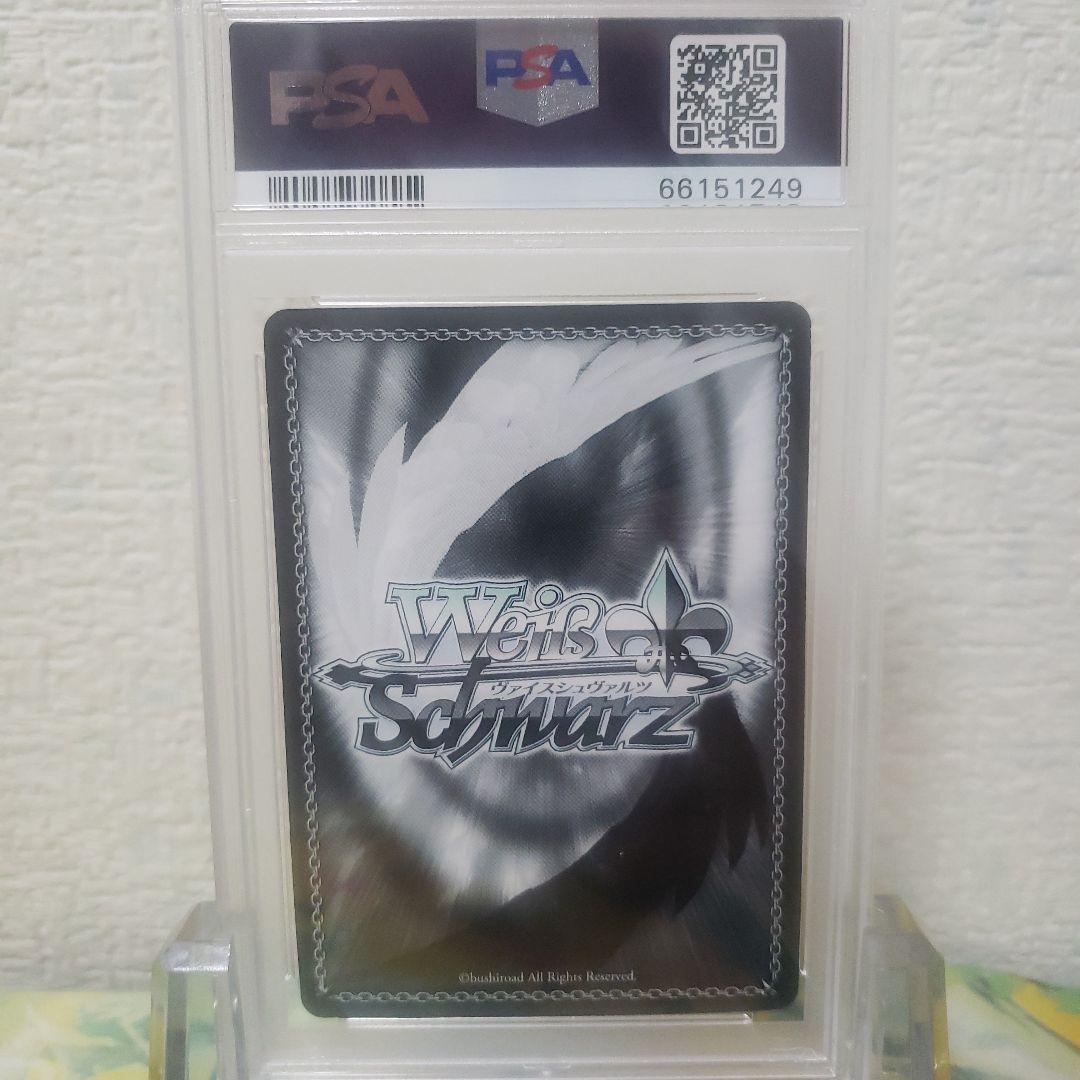 PSA
PSA
66151249
Weiß
ヴァイスシュヴァルツ
Schwarz
©bushiroad All Rights Reserved.